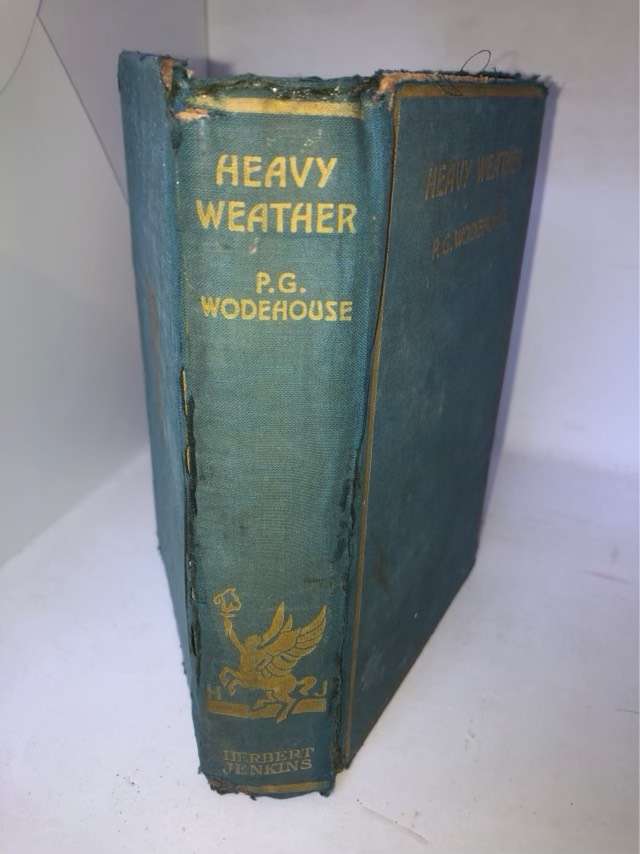 HEAVY
WEATHER
P.G.
WODEHOUSE
H J
HERBERT
JENKINS
HEAVY WEATHER
P.G. WODEHOUSE